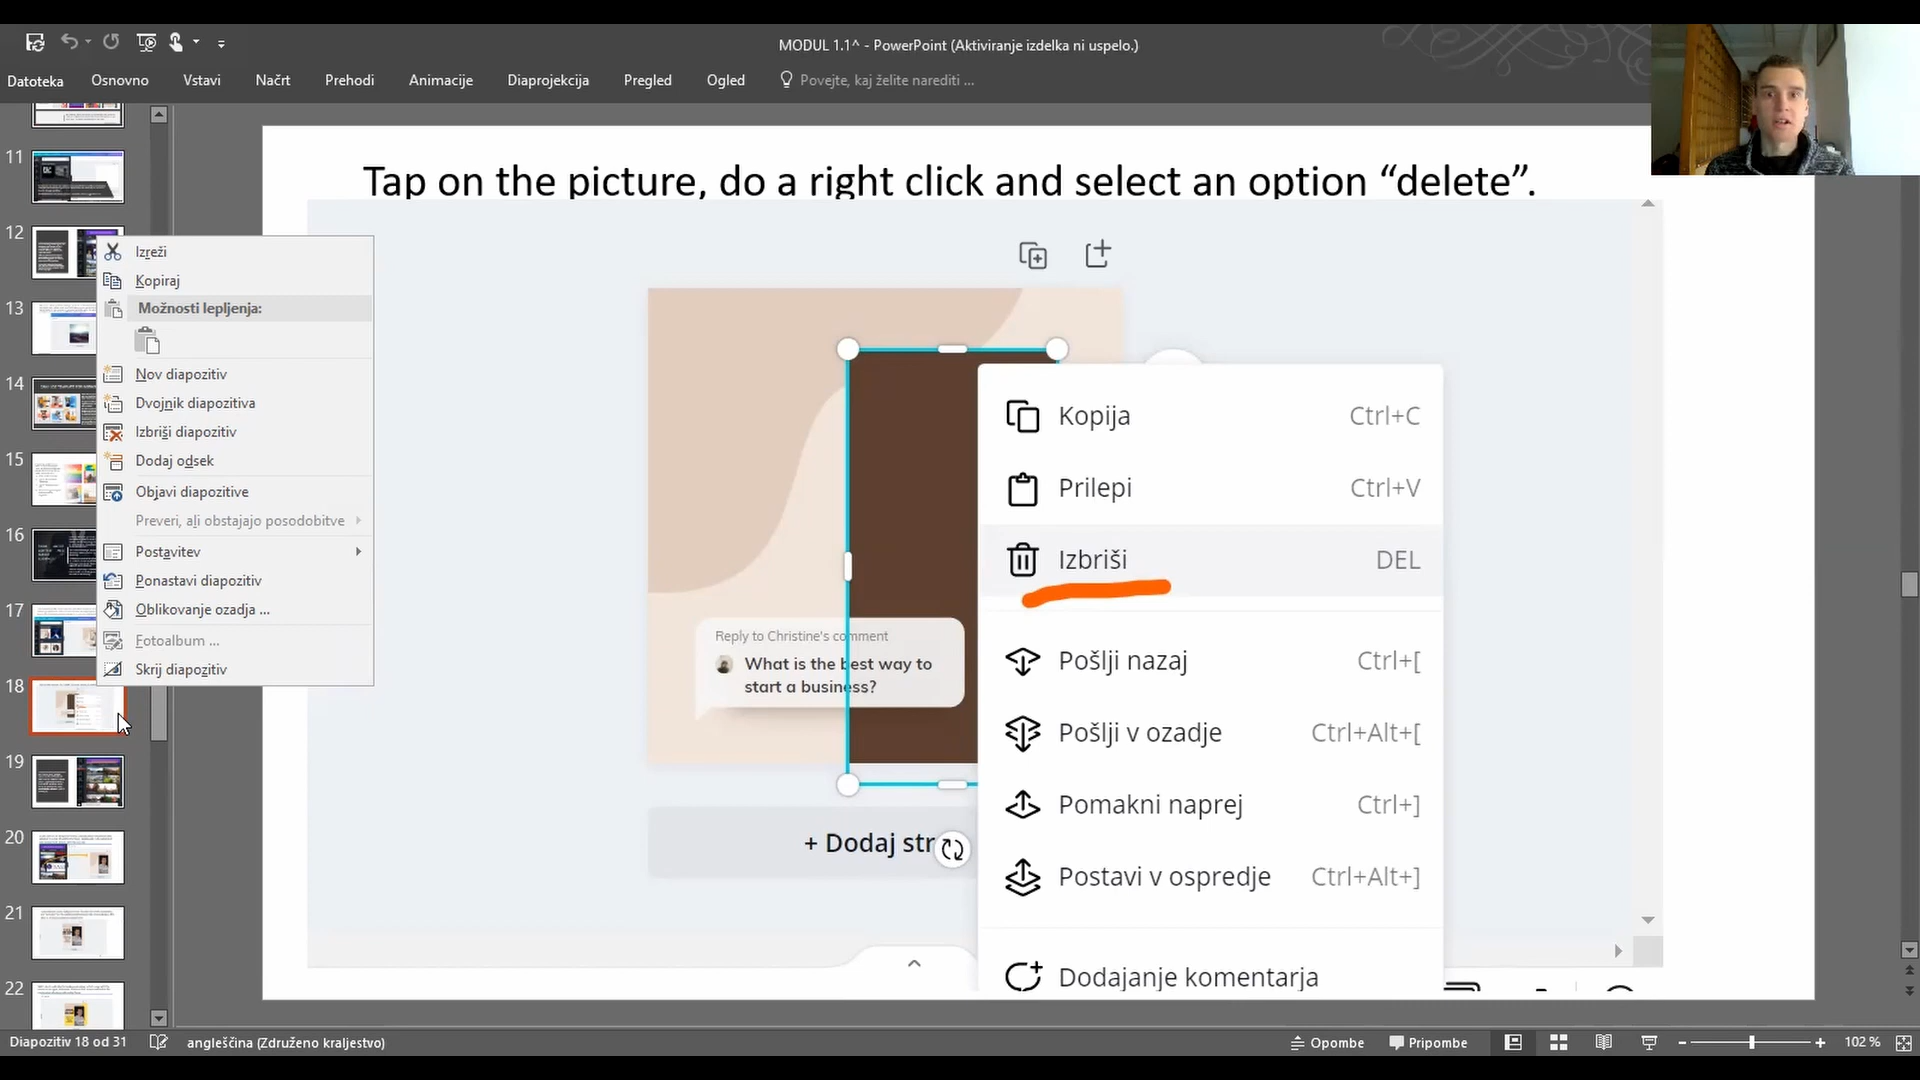 MODUL 1.1^ - PowerPoint (Aktiviranje izdelka ni uspelo.)
Datoteka Osnovno Vstavi Načrt Prehodi Animacije Diaprojekcija Pregled Ogled Povejte, kaj želite narediti ...
11
12
13
14
15
16
17
18
19
20
21
22
Izreži
Kopiraj
Možnosti lepljenja:
Nov diapozitiv
Dvojnik diapozitiva
Izbriši diapozitiv
Dodaj odsek
Objavi diapozitive
Preveri, ali obstajajo posodobitve
Postavitev
Ponastavi diapozitiv
Oblikovanje ozadja ...
Fotoalbum ...
Skrij diapozitiv
Tap on the picture, do a right click and select an option “delete”.
Reply to Christine's comment
What is the best way to
start a business?
+ Dodaj str
Kopija Ctrl+C
Prilepi Ctrl+V
Izbriši DEL
Pošlji nazaj Ctrl+[
Pošlji v ozadje Ctrl+Alt+[
Pomakni naprej Ctrl+]
Postavi v ospredje Ctrl+Alt+]
Dodajanje komentarja
Diapozitiv 18 od 31 angleščina (Združeno kraljestvo) Opombe Pripombe 102 %